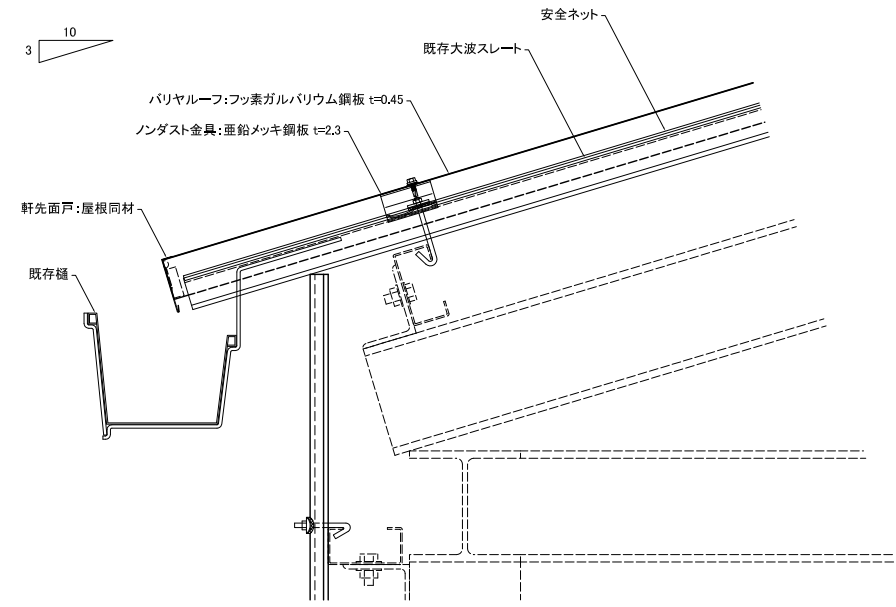 安全ネット
10
3
既存大波スレート
バリヤルーフ:フッ素ガルバリウム鋼板 t=0.45
ノンダスト金具:亜鉛メッキ鋼板 t=2.3
軒先面戸:屋根同材
既存樋